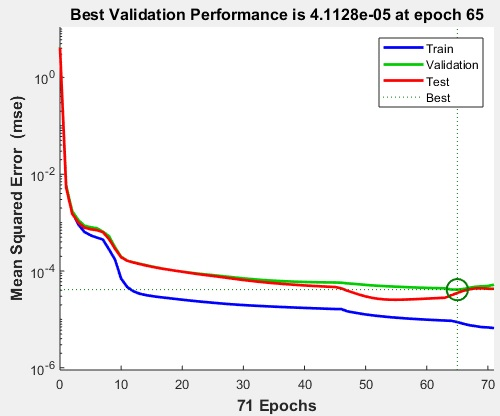 Best Validation Performance is 4.1128e-05 at epoch 65
Mean Squared Error (mse)
10^0
10^-2
10^-4
10^-6
Train
Validation
Test
Best
0 10 20 30 40 50 60 70
71 Epochs